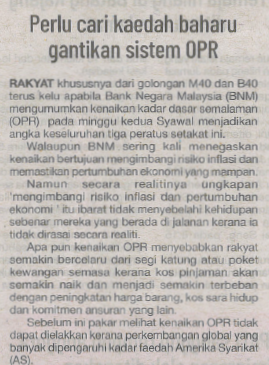 Perlu cari kaedah baharu
gantikan sistem OPR
RAKYAT khususnya dari golongan M40 dan B40
terus kelu apabila Bank Negara Malaysia (BNM)
mengumumkan kenaikan kadar dasar semalaman
(OPR) pada minggu kedua Syawal menjadikan
angka keseluruhan tiga peratus setakat ini.
Walaupun BNM sering kali menegaskan
kenaikan bertujuan mengimbangi risiko inflasi dan
memastikan pertumbuhan ekonomi yang mampan.
Namun secara realitinya ungkapan
'mengimbangi risiko inflasi dan pertumbuhan
ekonomi ' itu ibarat tidak menyebelahi kehidupan
sebenar mereka yang berada di jalanan kerana ia
tidak dirasai secara realiti.
Apa pun kenaikan OPR menyebabkan rakyat
semakin bercelaru dari segi katung atau poket
kewangan semasa kerana kos pinjaman akan
semakin naik dan menjadi semakin terbeban
dengan peningkatan harga barang, kos sara hidup
dan komitmen ansuran yang lain.
Sebelum ini pakar melihat kenaikan OPR tidak
dapat dielakkan kerana perkembangan global yang
banyak dipengaruhi kadar faedah Amerika Syarikat
(AS).